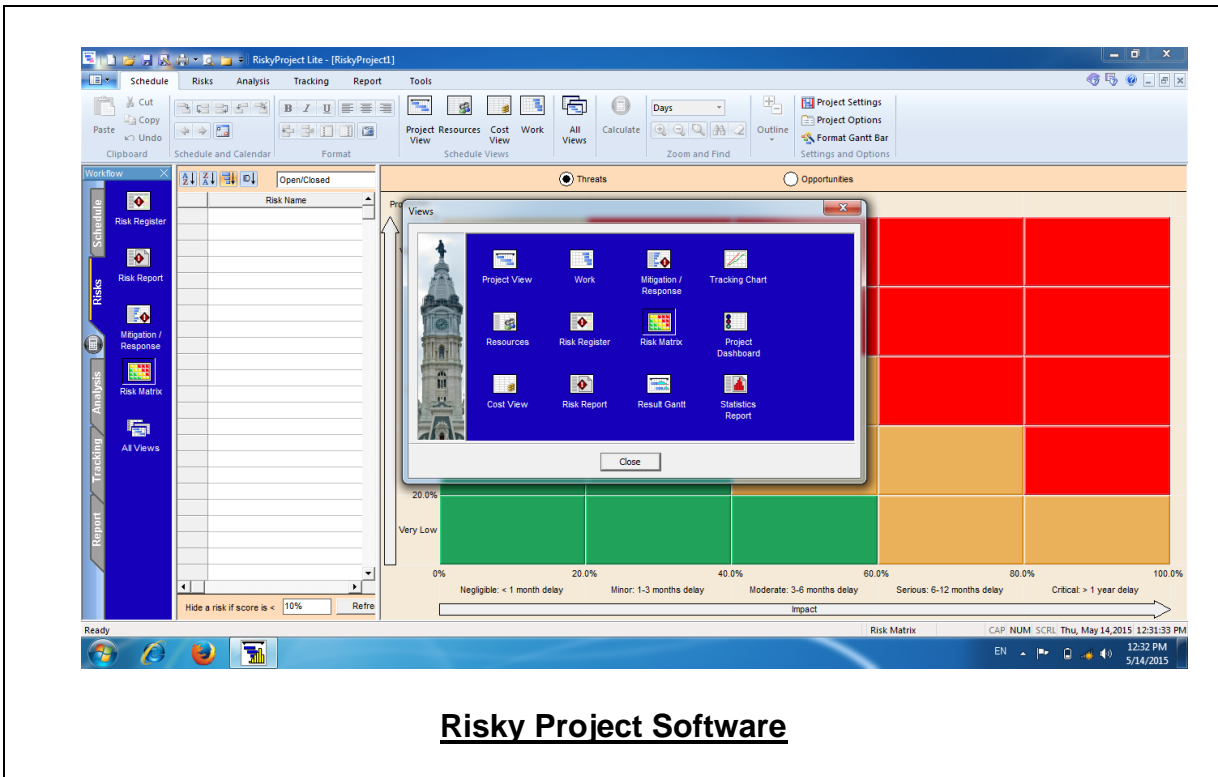 RiskyProject Lite - [RiskyProject1]
Schedule Risks Analysis Tracking Report Tools
Cut
Copy
Paste
Undo
Clipboard
Schedule and Calendar
B I U
Format
Project View
Resources
Cost View
Work
Schedule Views
All Views
Calculate
Days
Zoom and Find
Outline
Project Settings
Project Options
Format Gantt Bar
Settings and Options
Workflow
Schedule
Risks
Analysis
Tracking
Report
Risk Register
Risk Report
Mitigation /
Response
Risk Matrix
All Views
Open/Closed
Risk Name
Hide a risk if score is < 10% Refre
Threats
Opportunities
Views
Project View
Work
Mitigation /
Response
Tracking Chart
Resources
Risk Register
Risk Matrix
Project
Dashboard
Cost View
Risk Report
Result Gantt
Statistics
Report
Close
20.0%
Very Low
0% 20.0% 40.0% 60.0% 80.0% 100.0%
Negligible: < 1 month delay
Minor: 1-3 months delay
Moderate: 3-6 months delay
Serious: 6-12 months delay
Critical: > 1 year delay
Impact
Ready
Risk Matrix
CAP NUM SCRL Thu, May 14,2015 12:31:33 PM
EN
12:32 PM
5/14/2015
Risky Project Software